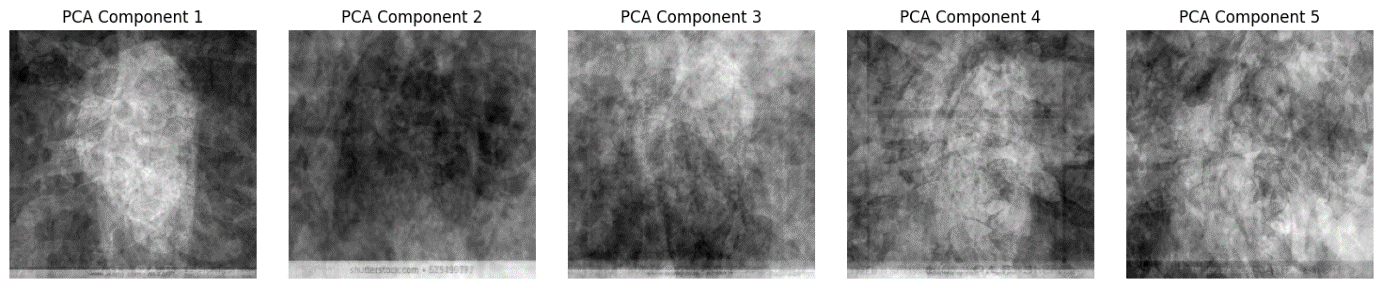 PCA Component 1
PCA Component 2
PCA Component 3
PCA Component 4
PCA Component 5
shutterstock.com •